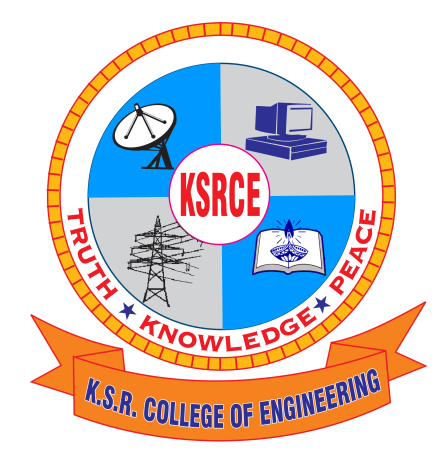 KSRCE
TRUTH ★ KNOWLEDGE ★ PEACE
K.S.R. COLLEGE OF ENGINEERING